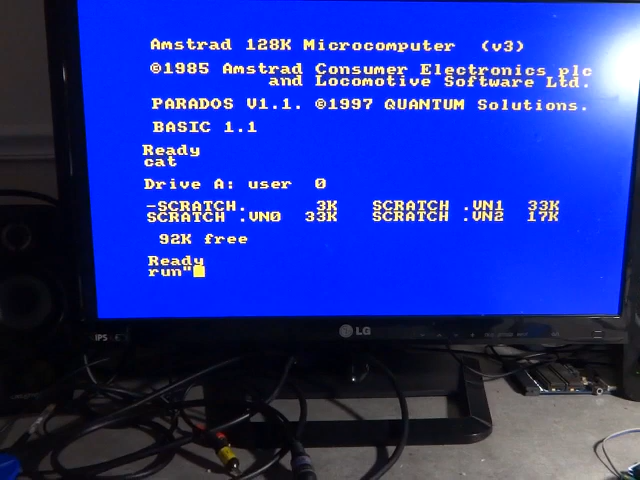 Amstrad 128K Microcomputer (v3)
©1985 Amstrad Consumer Electronics plc
and Locomotive Software Ltd.
PARADOS V1.1. ©1997 QUANTUM Solutions.
BASIC 1.1
Ready
cat
Drive A: user 0
-SCRATCH. 3K SCRATCH .VN1 33K
SCRATCH .VN0 33K SCRATCH .VN2 17K
92K free
Ready
run"
IPS
LG